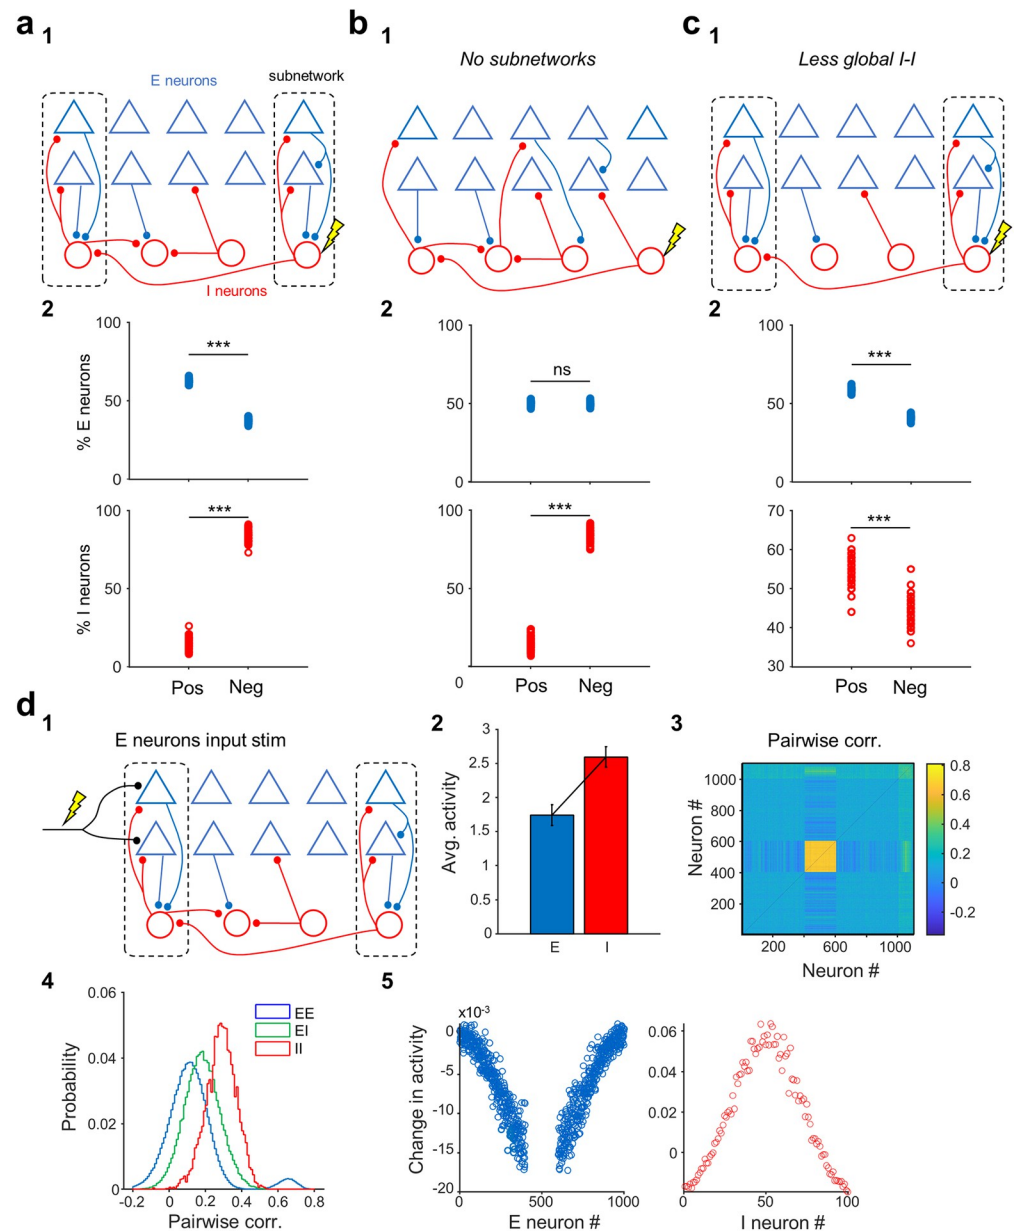 a 1
E neurons
subnetwork
I neurons
b 1
No subnetworks
c 1
Less global I-I
2
100
50
0
% E neurons
***
100
50
0
% I neurons
***
Pos Neg
2
100
50
0
ns
100
50
0
***
Pos Neg
2
100
50
0
***
70
60
50
40
30
***
Pos Neg
d 1
E neurons input stim
2
3
2.5
2
1.5
1
0.5
0
Avg. activity
E I
3
Pairwise corr.
1000
800
600
400
200
Neuron #
200 400 600 800 1000
Neuron #
0.8
0.6
0.4
0.2
0
-0.2
4
0.06
0.04
0.02
0
Probability
EE
EI
II
-0.2 0 0.2 0.4 0.6 0.8
Pairwise corr.
5
x10-3
0
-5
-10
-15
-20
Change in activity
0 500 1000
E neuron #
0.06
0.04
0.02
0
0 50 100
I neuron #